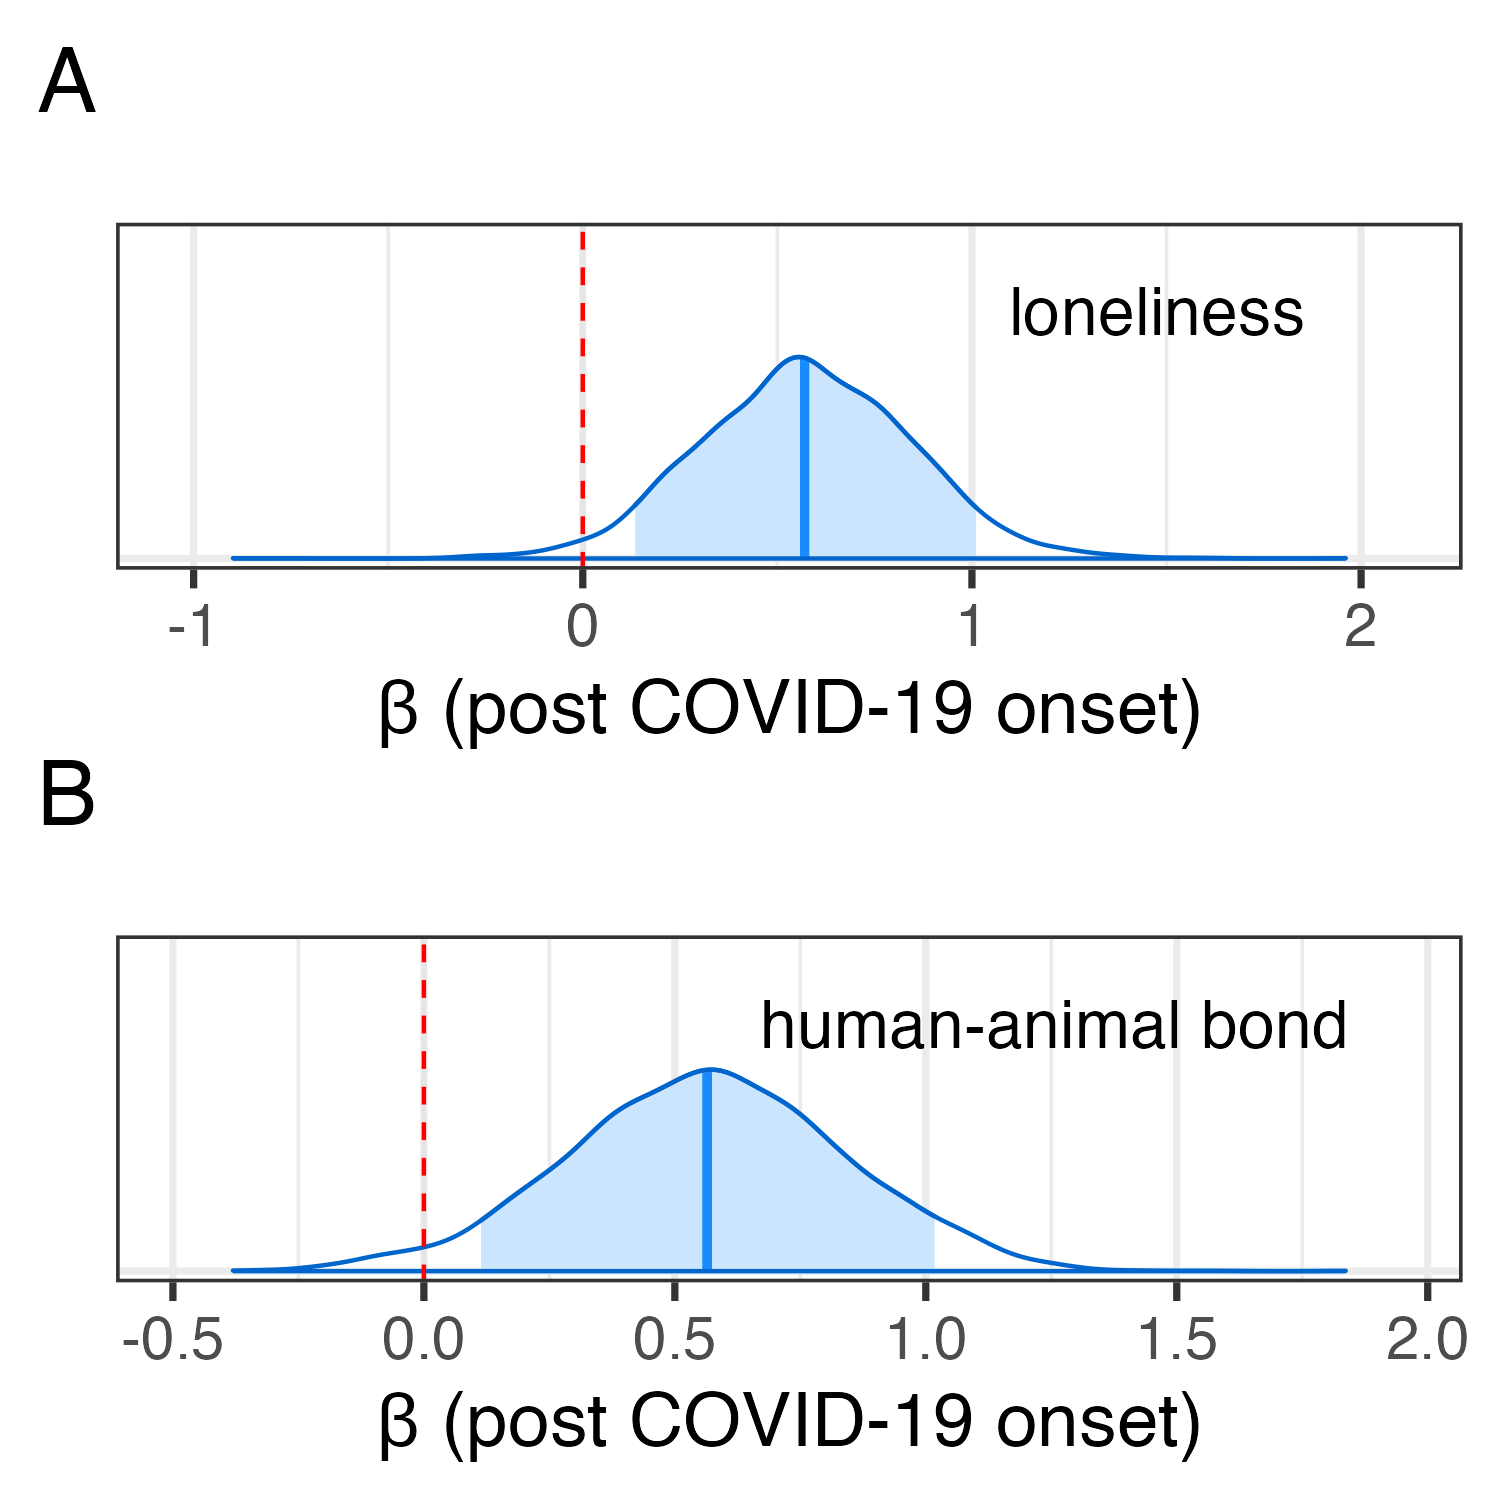 A
loneliness
-1 0 1 2
β (post COVID-19 onset)
B
human-animal bond
-0.5 0.0 0.5 1.0 1.5 2.0
β (post COVID-19 onset)